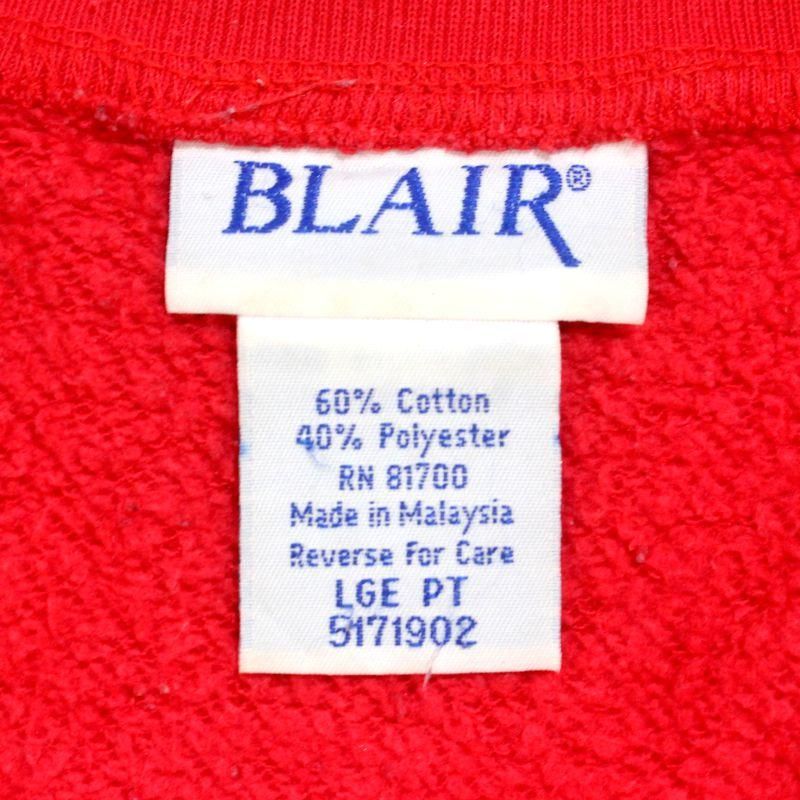 BLAIR®
60% Cotton
40% Polyester
RN 81700
Made in Malaysia
Reverse For Care
LGE PT
5171902